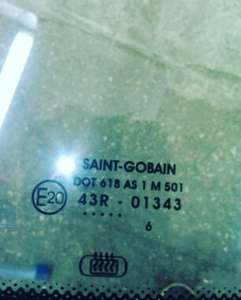 SAINT-GOBAIN
DOT 618 AS 1 M 501
E20 43R - 01343
.....
6